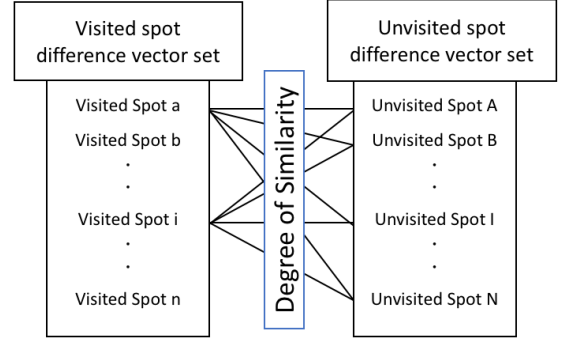 Visited spot
difference vector set
Visited Spot a
Visited Spot b
.
.
Visited Spot i
.
.
Visited Spot n
Degree of Similarity
Unvisited spot
difference vector set
Unvisited Spot A
Unvisited Spot B
.
.
Unvisited Spot I
.
.
Unvisited Spot N